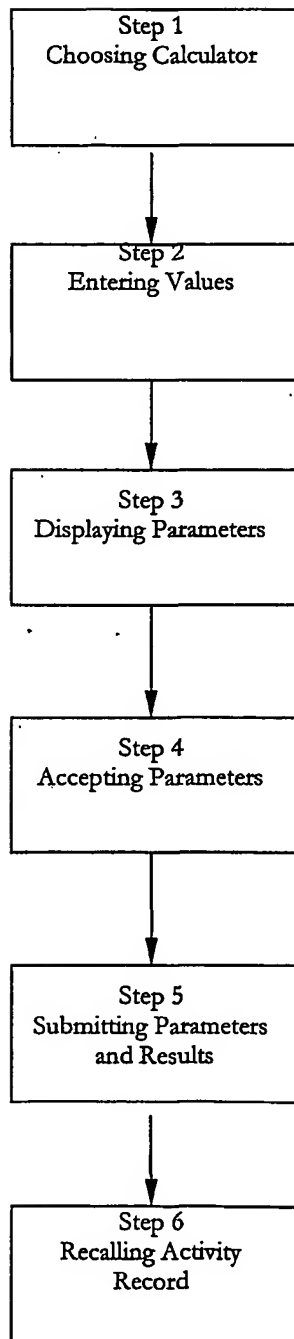 Step 1
Choosing Calculator
Step 2
Entering Values
Step 3
Displaying Parameters
Step 4
Accepting Parameters
Step 5
Submitting Parameters
and Results
Step 6
Recalling Activity
Record